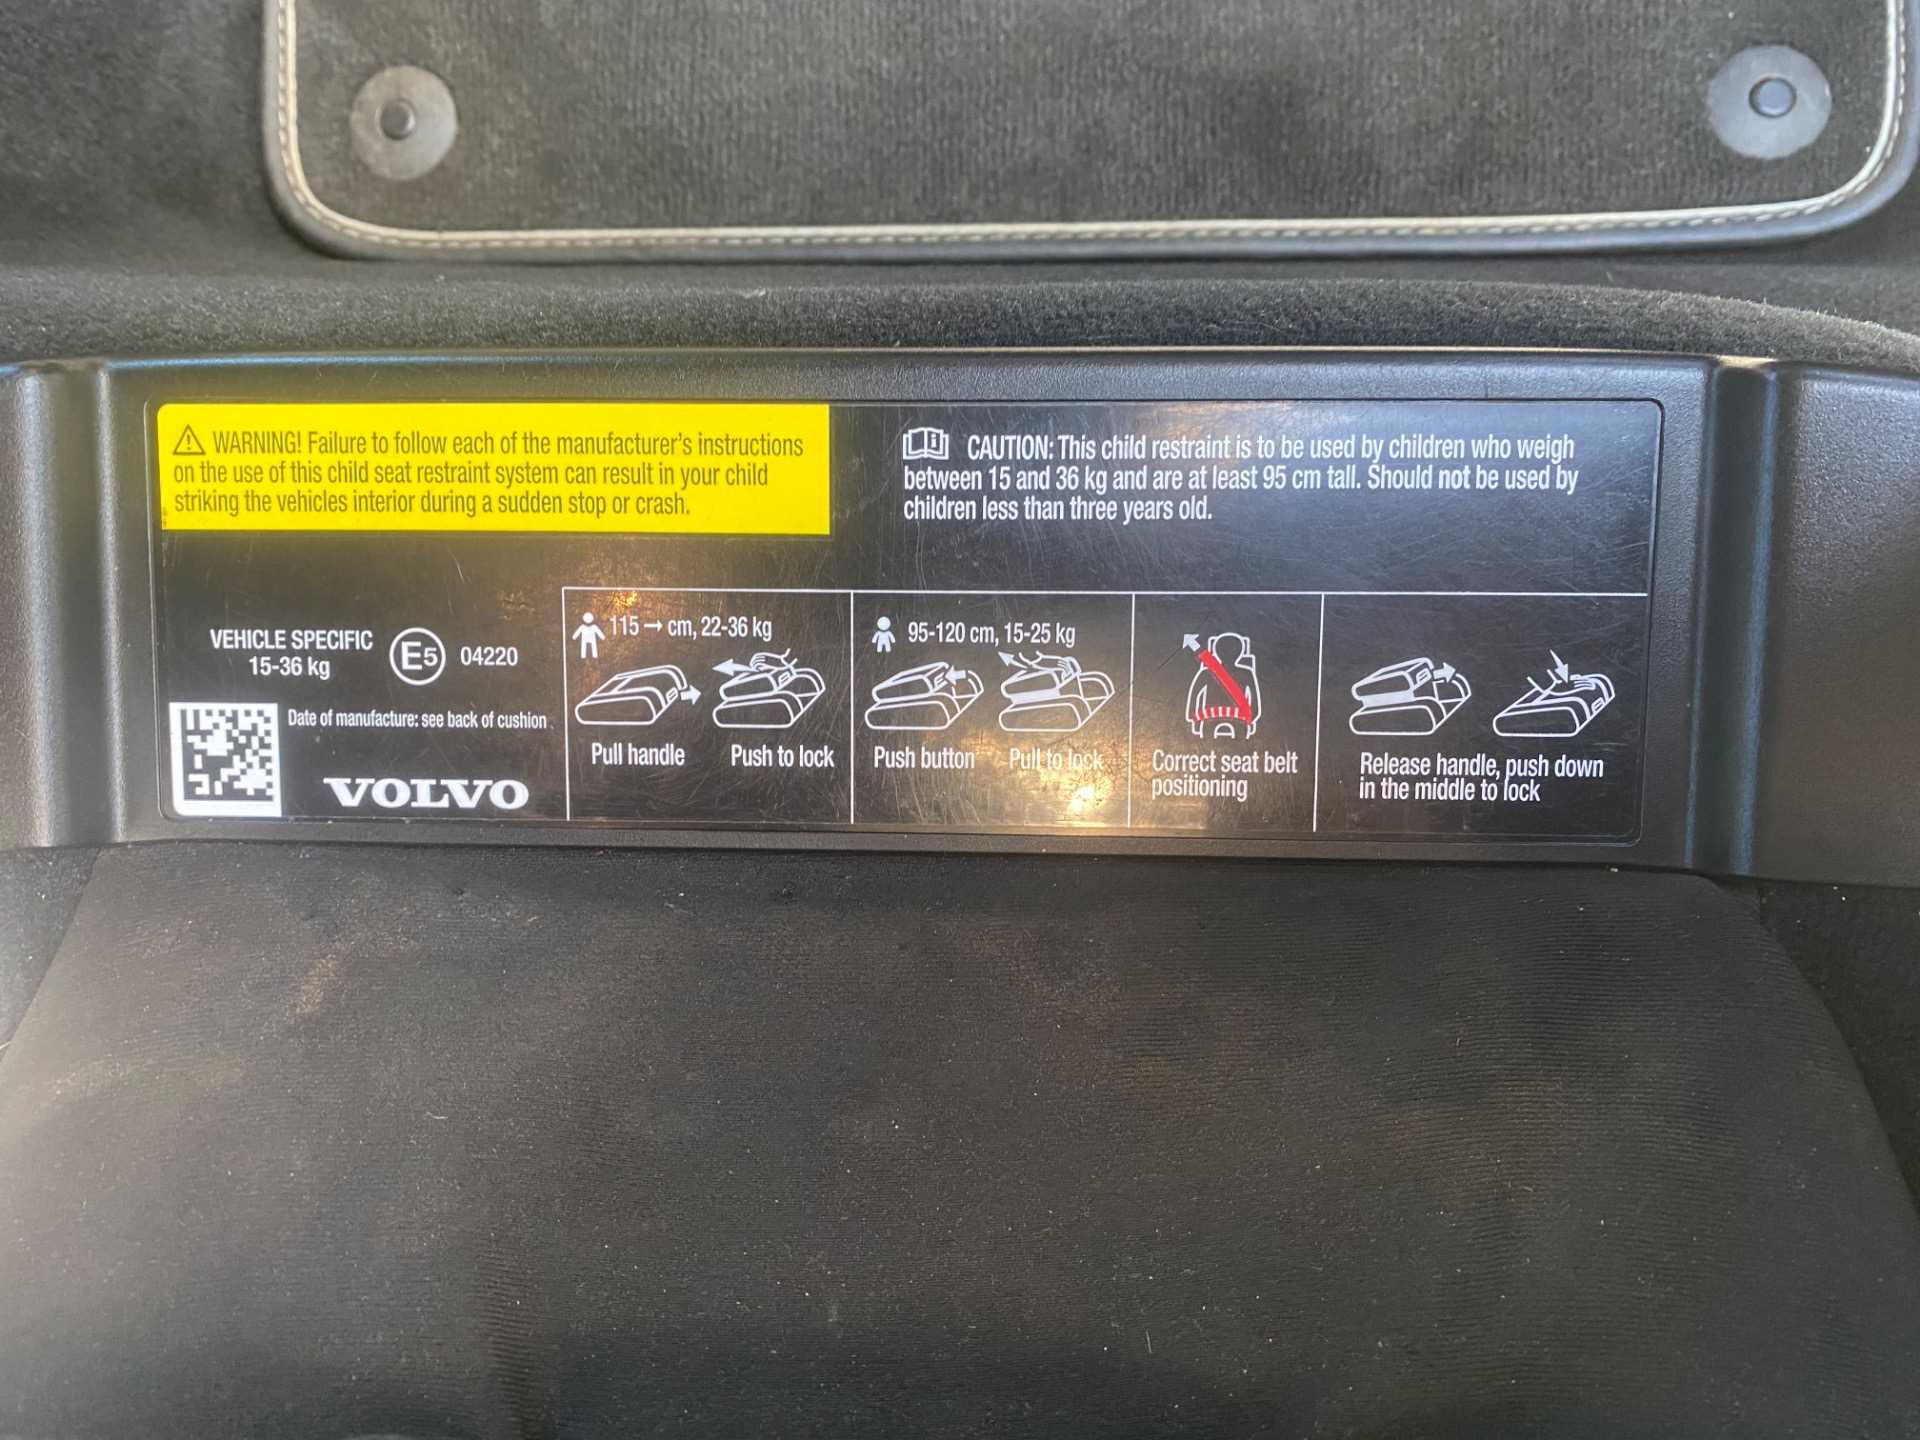 WARNING! Failure to follow each of the manufacturer's instructions
on the use of this child seat restraint system can result in your child
striking the vehicles interior during a sudden stop or crash.
CAUTION: This child restraint is to be used by children who weigh
between 15 and 36 kg and are at least 95 cm tall. Should not be used by
children less than three years old.
VEHICLE SPECIFIC
15-36 kg
E5 04220
Date of manufacture: see back of cushion
VOLVO
115 → cm, 22-36 kg
Pull handle
Push to lock
95-120 cm, 15-25 kg
Push button
Pull to lock
Correct seat belt
positioning
Release handle, push down
in the middle to lock